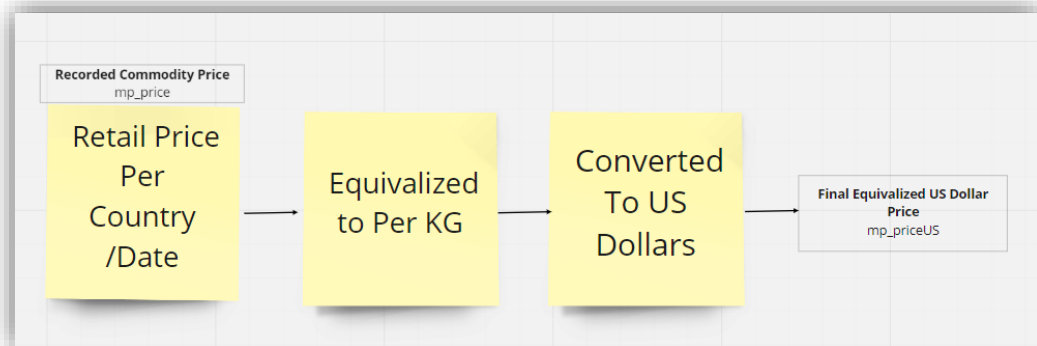 Recorded Commodity Price
mp_price
Retail Price
Per
Country
/Date
Equivalized
to Per KG
Converted
To US
Dollars
Final Equivalized US Dollar
Price
mp_priceUS